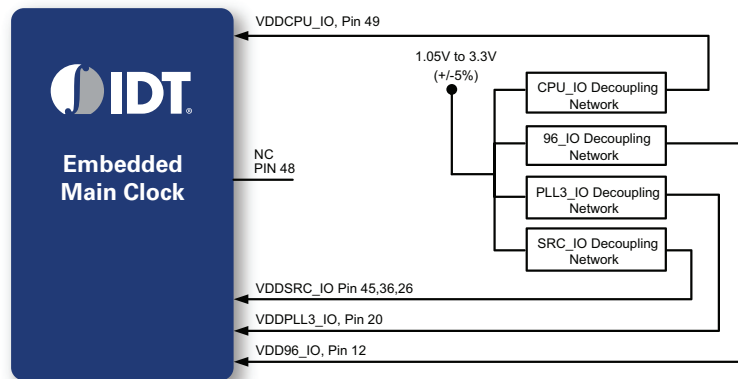 VDDCPU_IO, Pin 49
1.05V to 3.3V
(+/-5%)
CPU_IO Decoupling
Network
IDT.
96_IO Decoupling
Network
NC
PIN 48
Embedded
Main Clock
PLL3_IO Decoupling
Network
SRC_IO Decoupling
Network
VDDSRC_IO Pin 45,36,26
VDDPLL3_IO, Pin 20
VDD96_IO, Pin 12